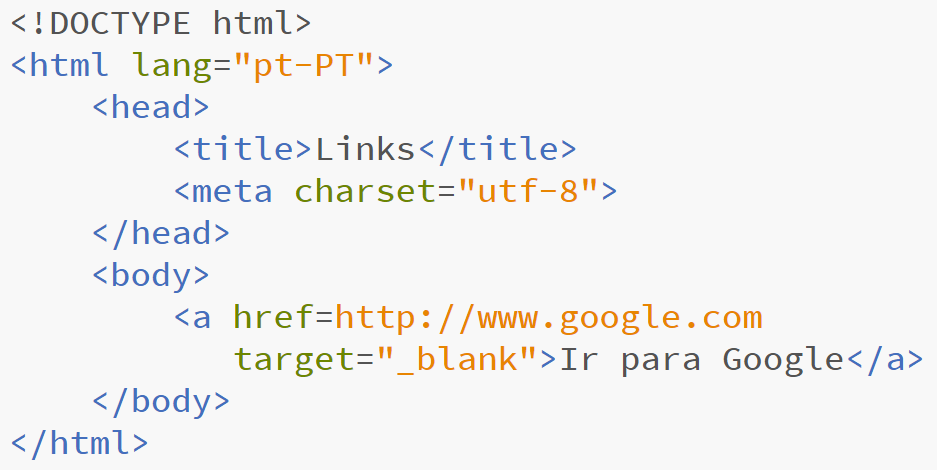 <!DOCTYPE html>
<html lang="pt-PT">
    <head>
        <title>Links</title>
        <meta charset="utf-8">
    </head>
    <body>
        <a href=http://www.google.com
           target="_blank">Ir para Google</a>
    </body>
</html>